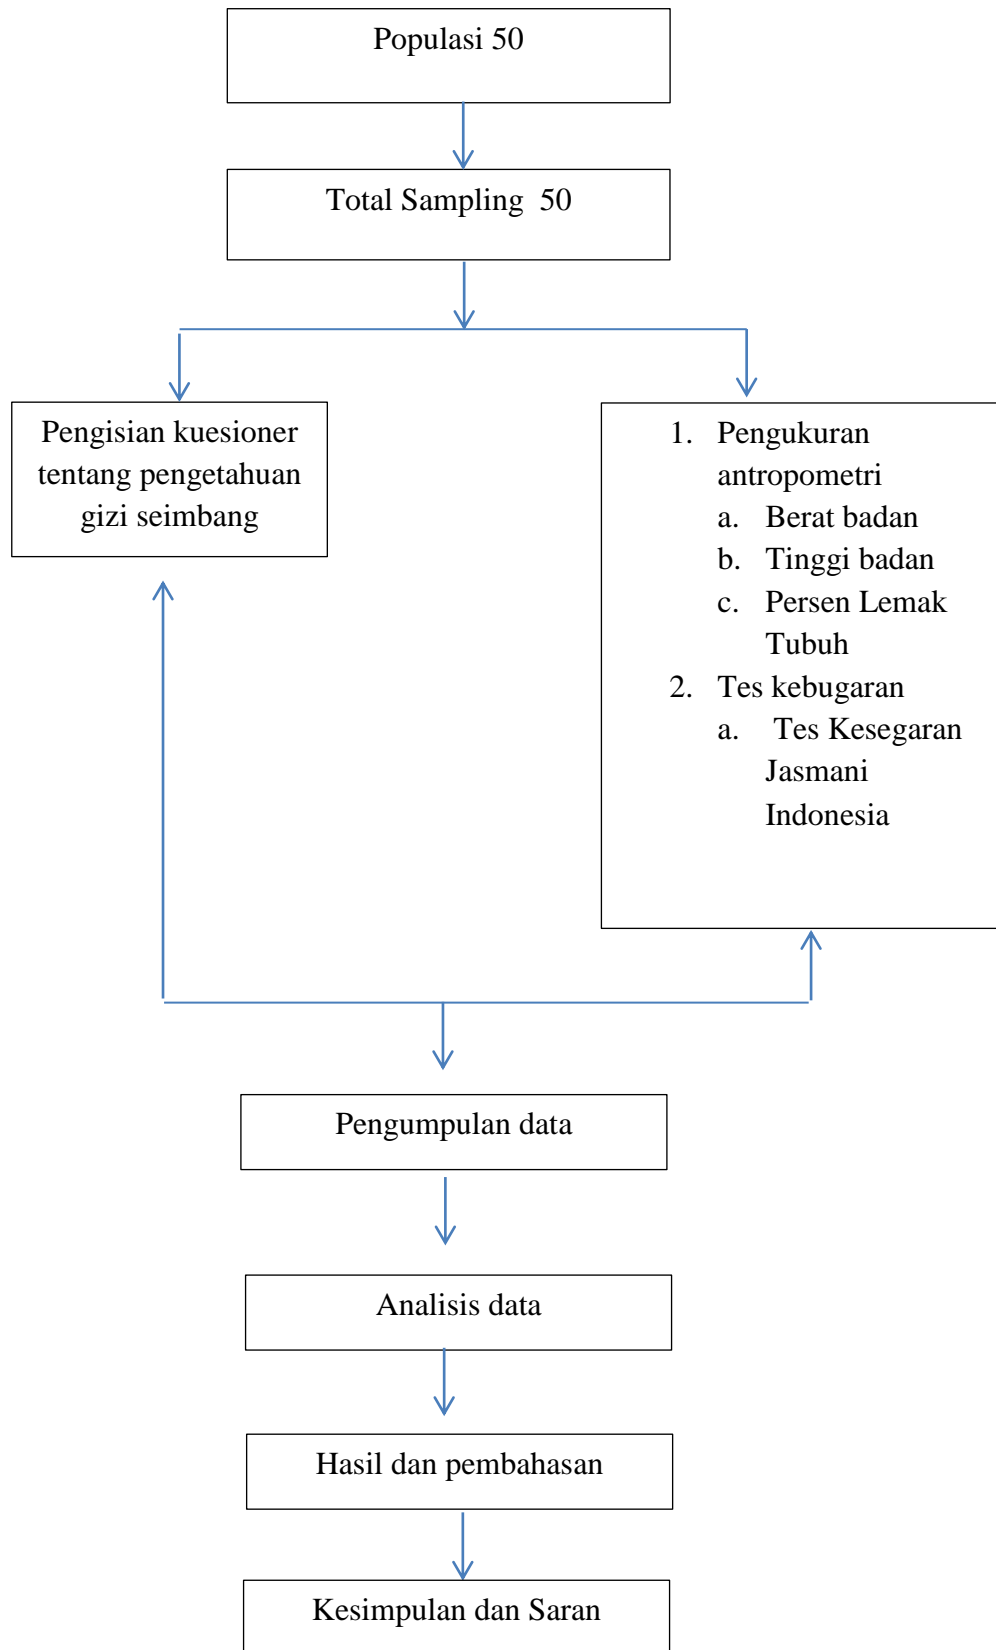 Populasi 50
Total Sampling 50
Pengisian kuesioner
tentang pengetahuan
gizi seimbang
1. Pengukuran
antropometri
a. Berat badan
b. Tinggi badan
c. Persen Lemak
Tubuh
2. Tes kebugaran
a. Tes Kesegaran
Jasmani
Indonesia
Pengumpulan data
Analisis data
Hasil dan pembahasan
Kesimpulan dan Saran